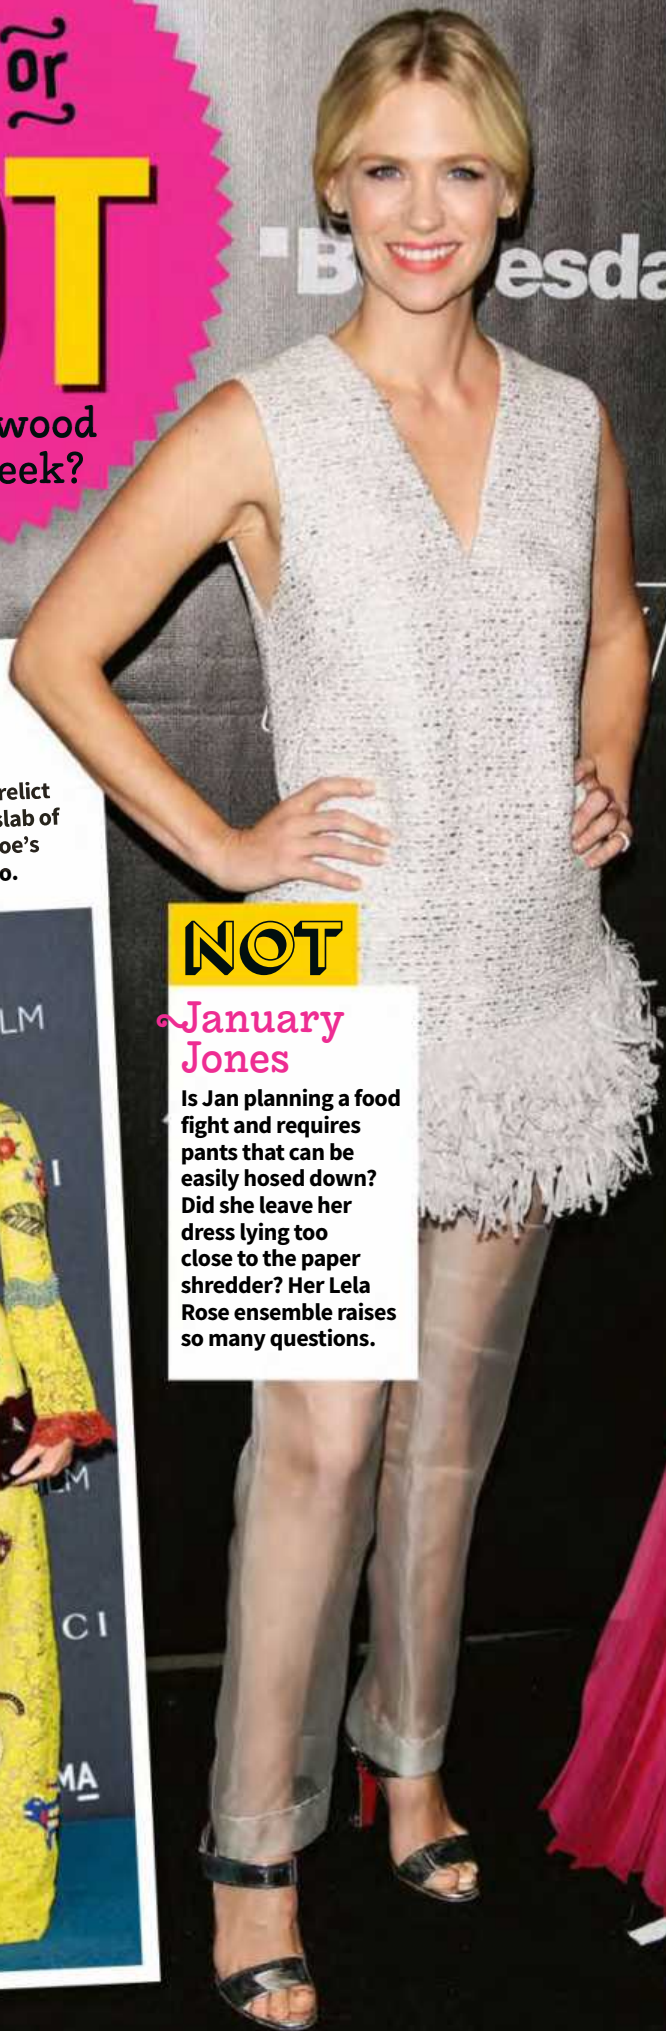 or
T
wood
eek?
"B esda
relict
slab of
oe's
o.
LM
I
LM
CI
MA
NOT
January
Jones
Is Jan planning a food
fight and requires
pants that can be
easily hosed down?
Did she leave her
dress lying too
close to the paper
shredder? Her Lela
Rose ensemble raises
so many questions.